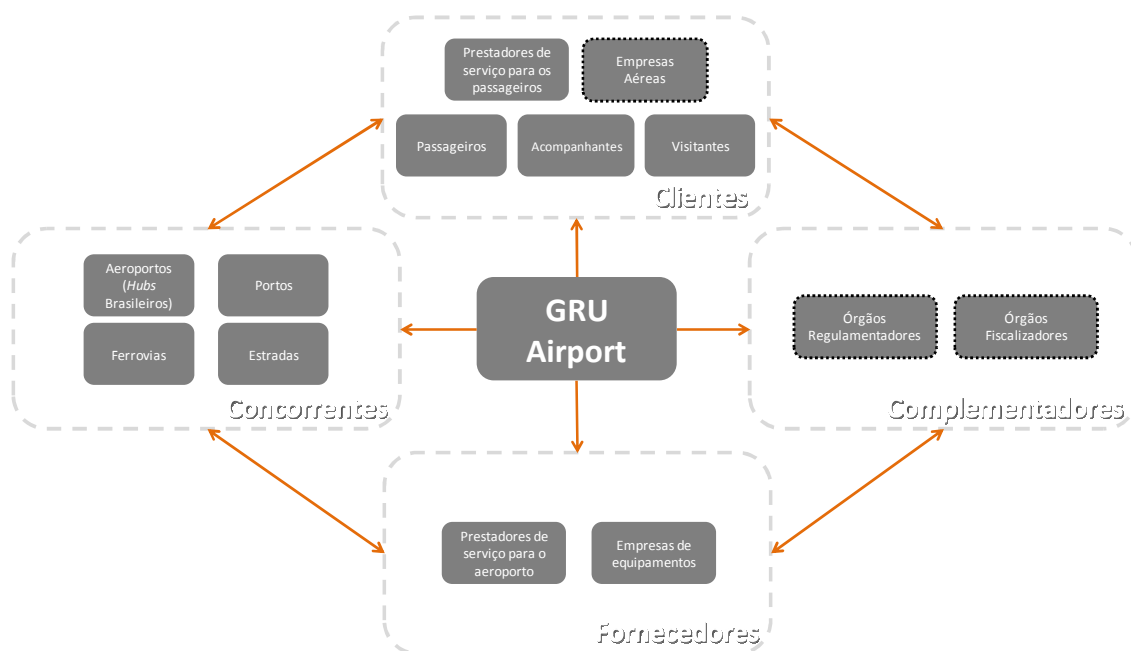 Prestadores de
serviço para os
passageiros
Empresas
Aéreas
Passageiros
Acompanhantes
Visitantes
Clientes
Aeroportos
(Hubs
Brasileiros)
Portos
Ferrovias
Estradas
Concorrentes
GRU
Airport
Órgãos
Regulamentadores
Órgãos
Fiscalizadores
Complementadores
Prestadores de
serviço para o
aeroporto
Empresas de
equipamentos
Fornecedores